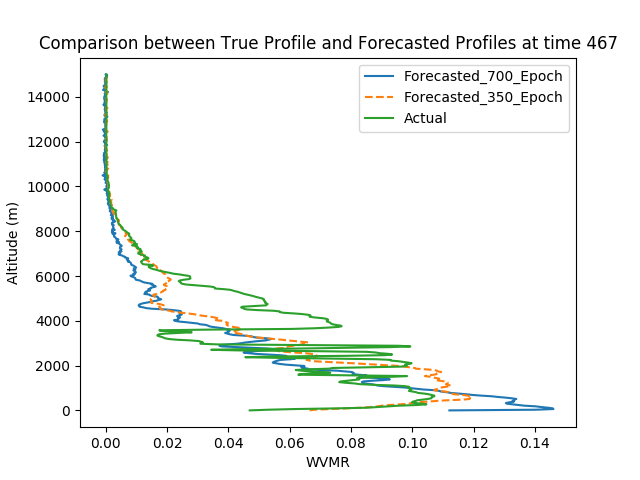 Comparison between True Profile and Forecasted Profiles at time 467
Forecasted_700_Epoch
Forecasted_350_Epoch
Actual
Altitude (m)
14000
12000
10000
8000
6000
4000
2000
0
0.00 0.02 0.04 0.06 0.08 0.10 0.12 0.14
WVMR